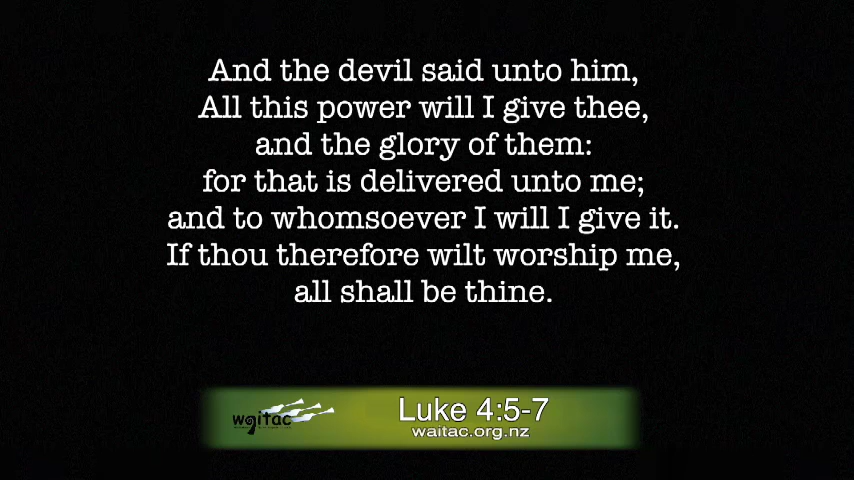 And the devil said unto him,
All this power will I give thee,
and the glory of them:
for that is delivered unto me;
and to whomsoever I will I give it.
If thou therefore wilt worship me,
all shall be thine.
waitac
Luke 4:5-7
waitac.org.nz